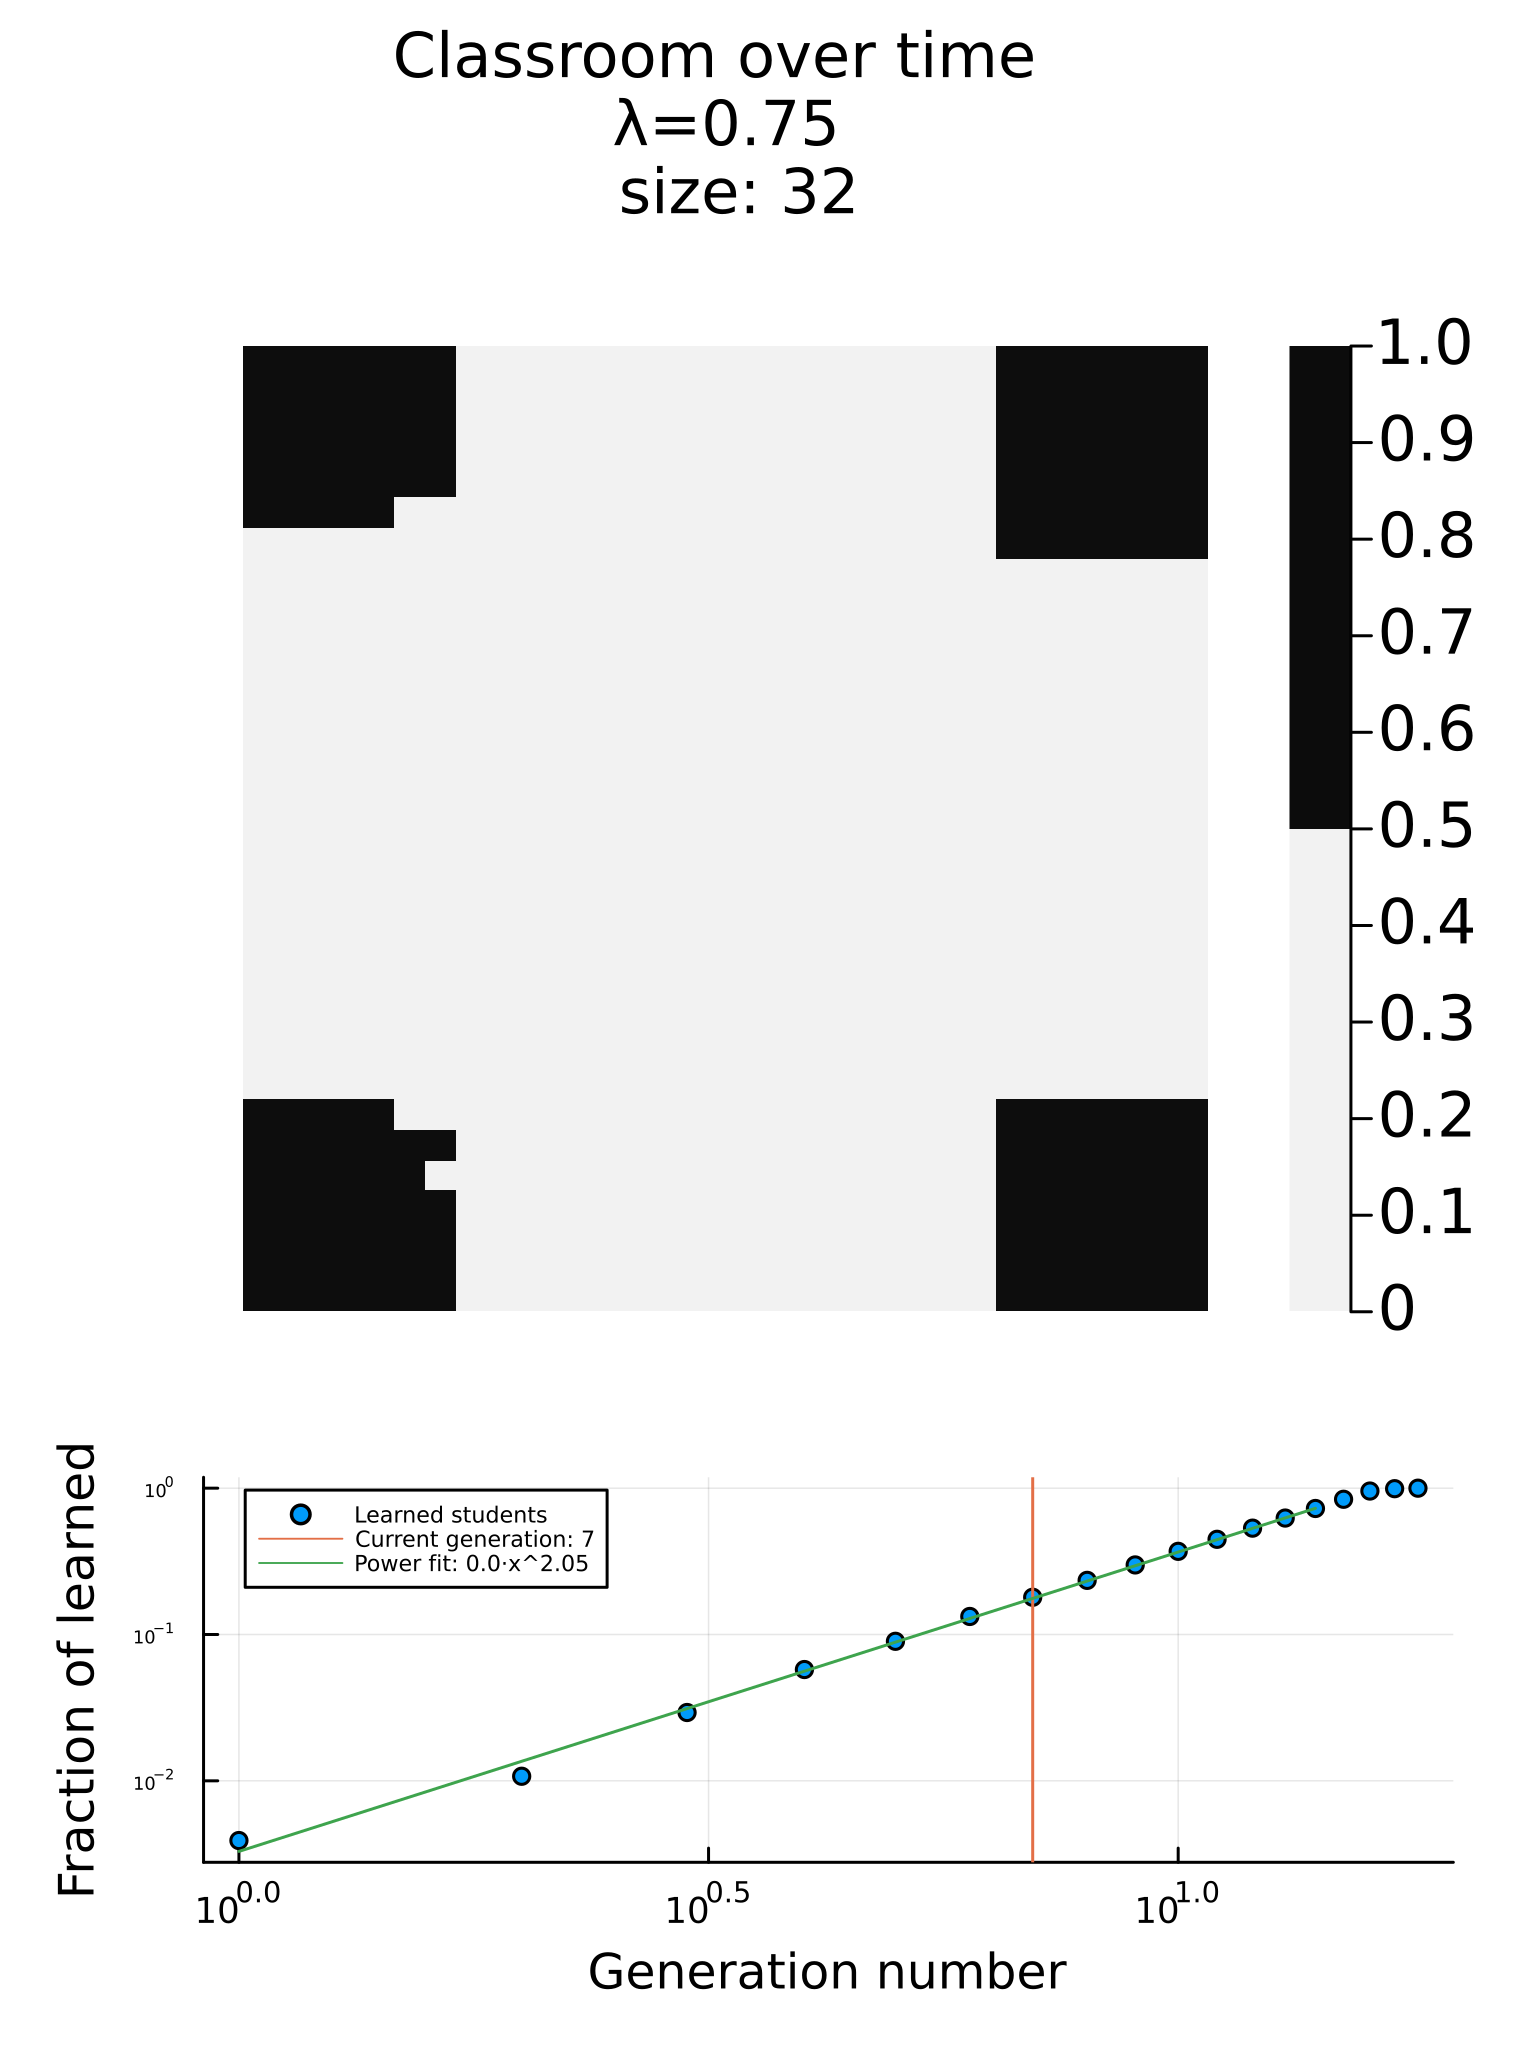 Classroom over time
λ=0.75
size: 32
1.0
0.9
0.8
0.7
0.6
0.5
0.4
0.3
0.2
0.1
0
Fraction of learned
10⁰
10⁻¹
10⁻²
Learned students
Current generation: 7
Power fit: 0.0·x^2.05
10^0.0 10^0.5 10^1.0
Generation number